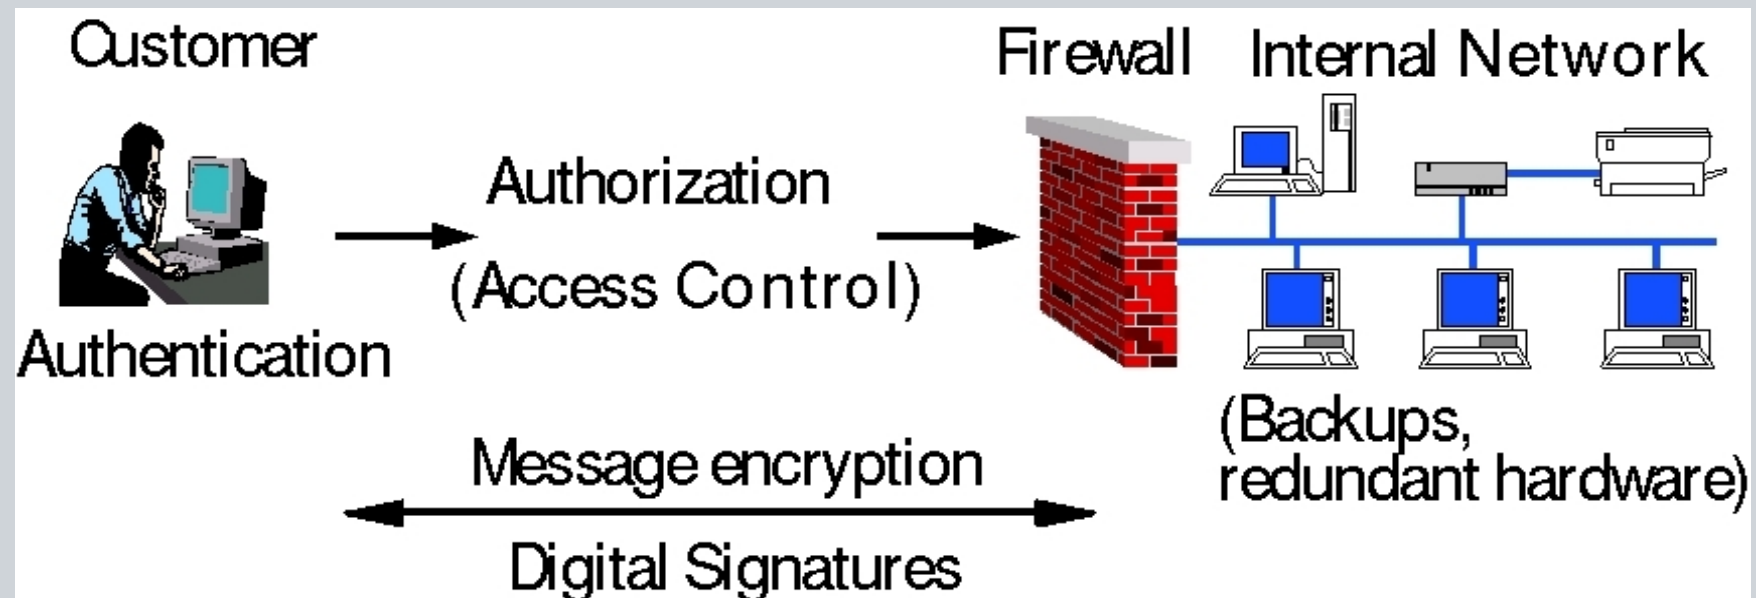 Customer
Firewall
Internal Network
Authorization
(Access Control)
Authentication
Message encryption
Digital Signatures
(Backups,
redundant hardware)